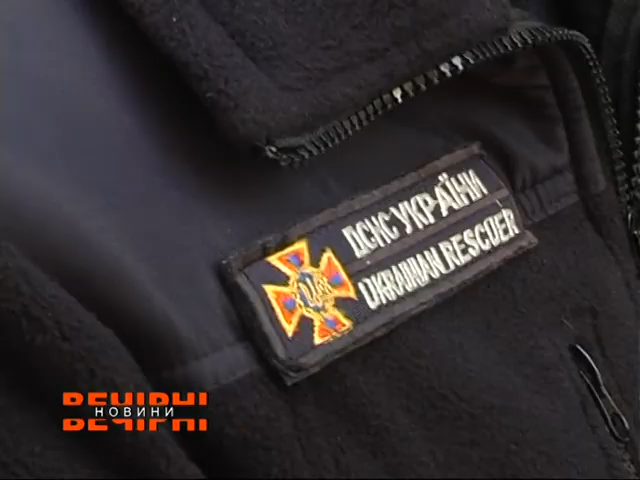 ДСНС УКРАЇНИ
UKRAINIAN RESCUER
ВЕЧІРНІ
НОВИНИ